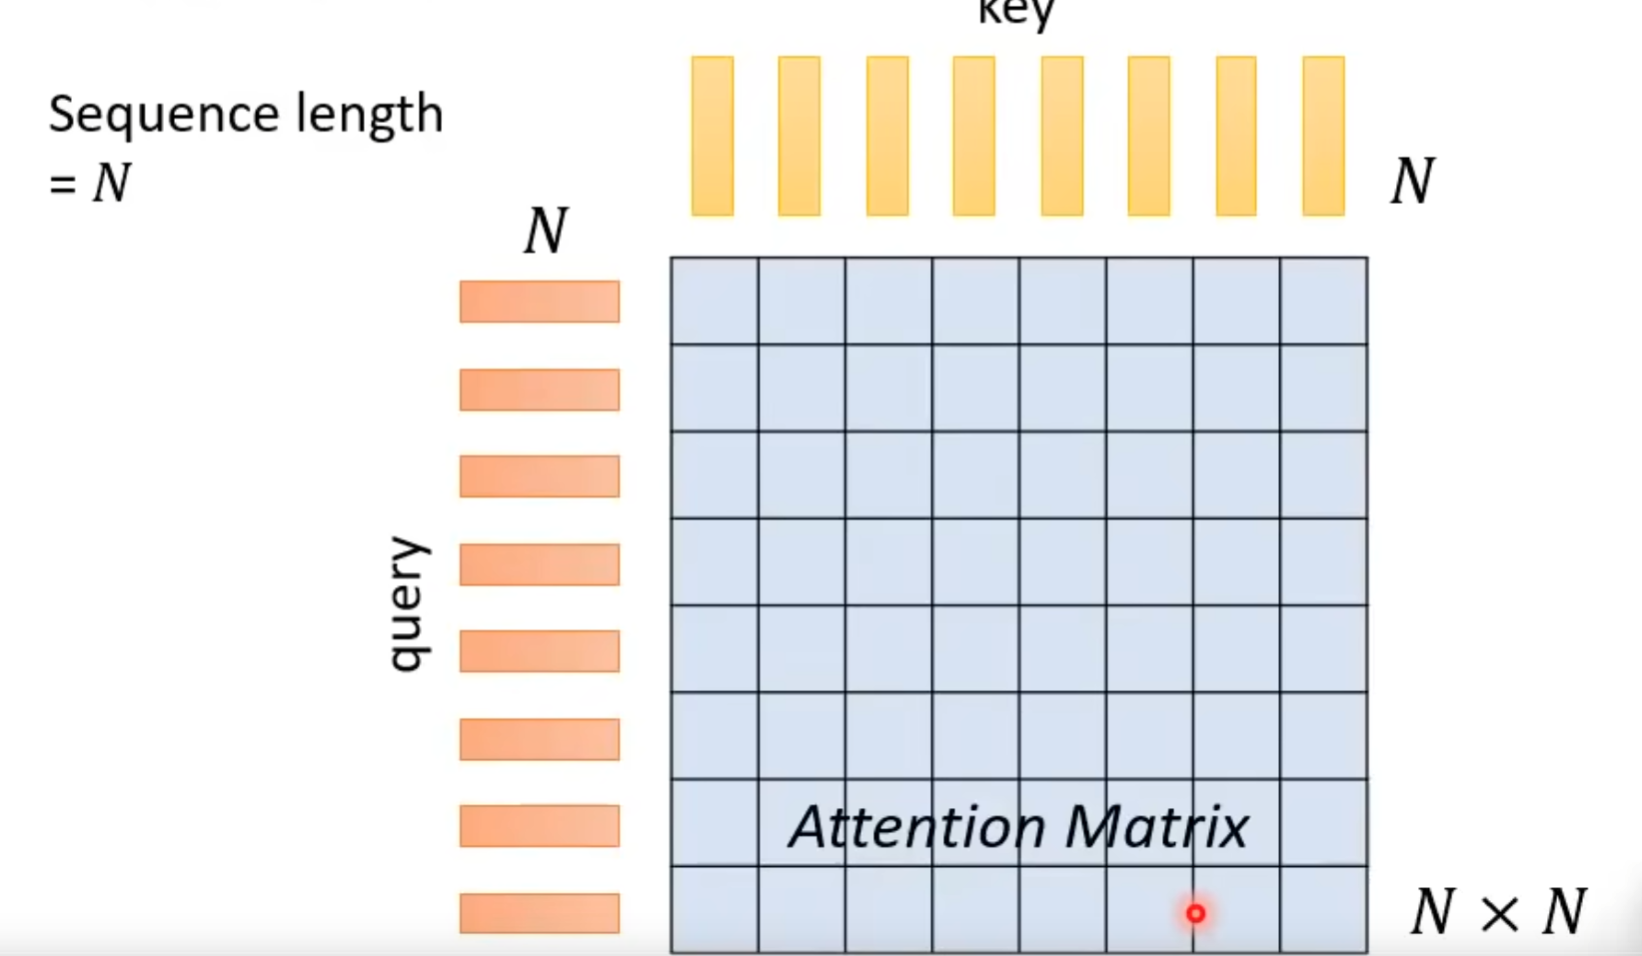 key
Sequence length
= N
N
N
query
Attention Matrix
N × N